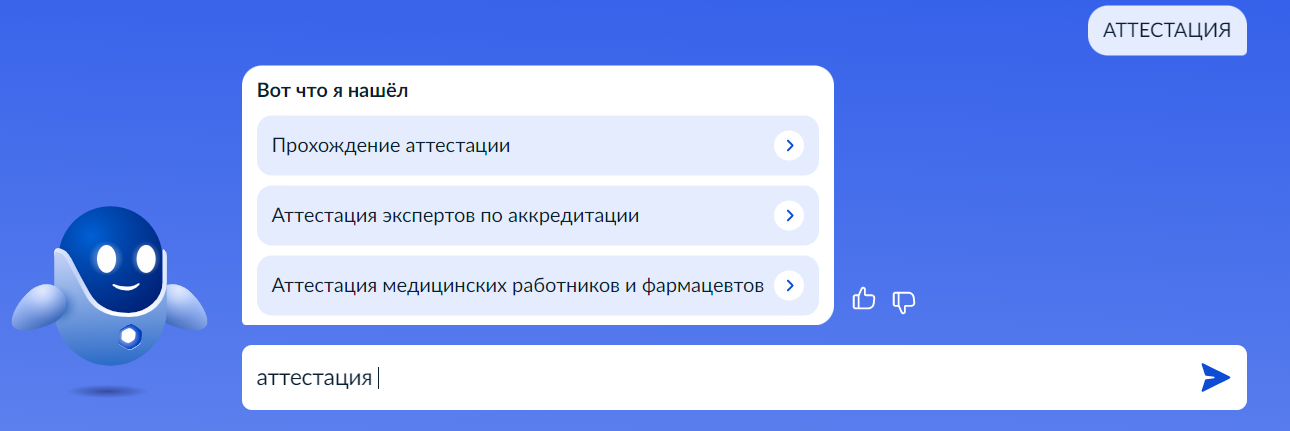 АТТЕСТАЦИЯ
Вот что я нашёл
Прохождение аттестации
Аттестация экспертов по аккредитации
Аттестация медицинских работников и фармацевтов
аттестация